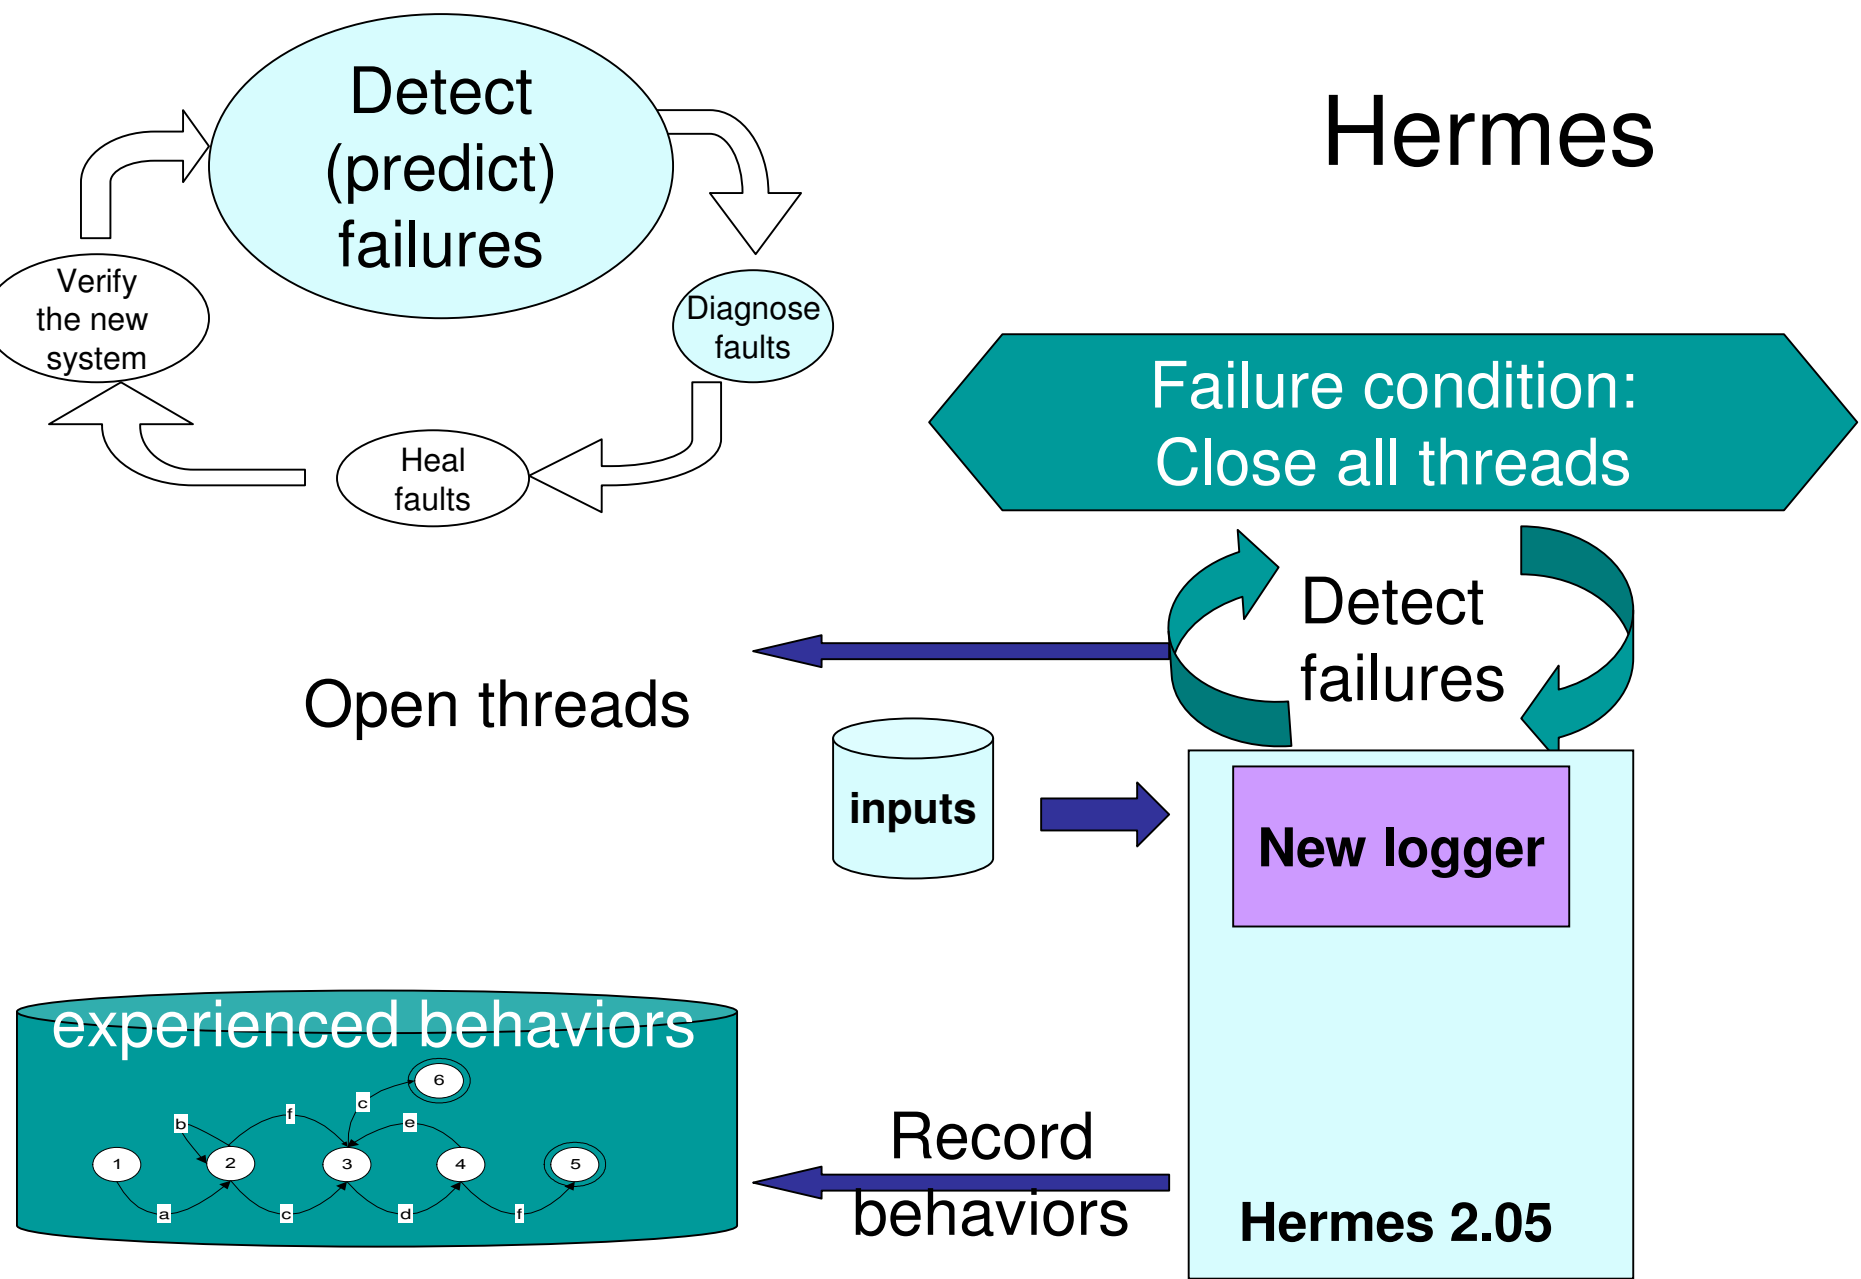 Hermes
Detect
(predict)
failures
Verify
the new
system
Diagnose
faults
Heal
faults
Failure condition:
Close all threads
Detect
failures
Open threads
inputs
New logger
Hermes 2.05
experienced behaviors
6
c
f
e
b
1
2
3
4
5
a
c
d
f
Record
behaviors